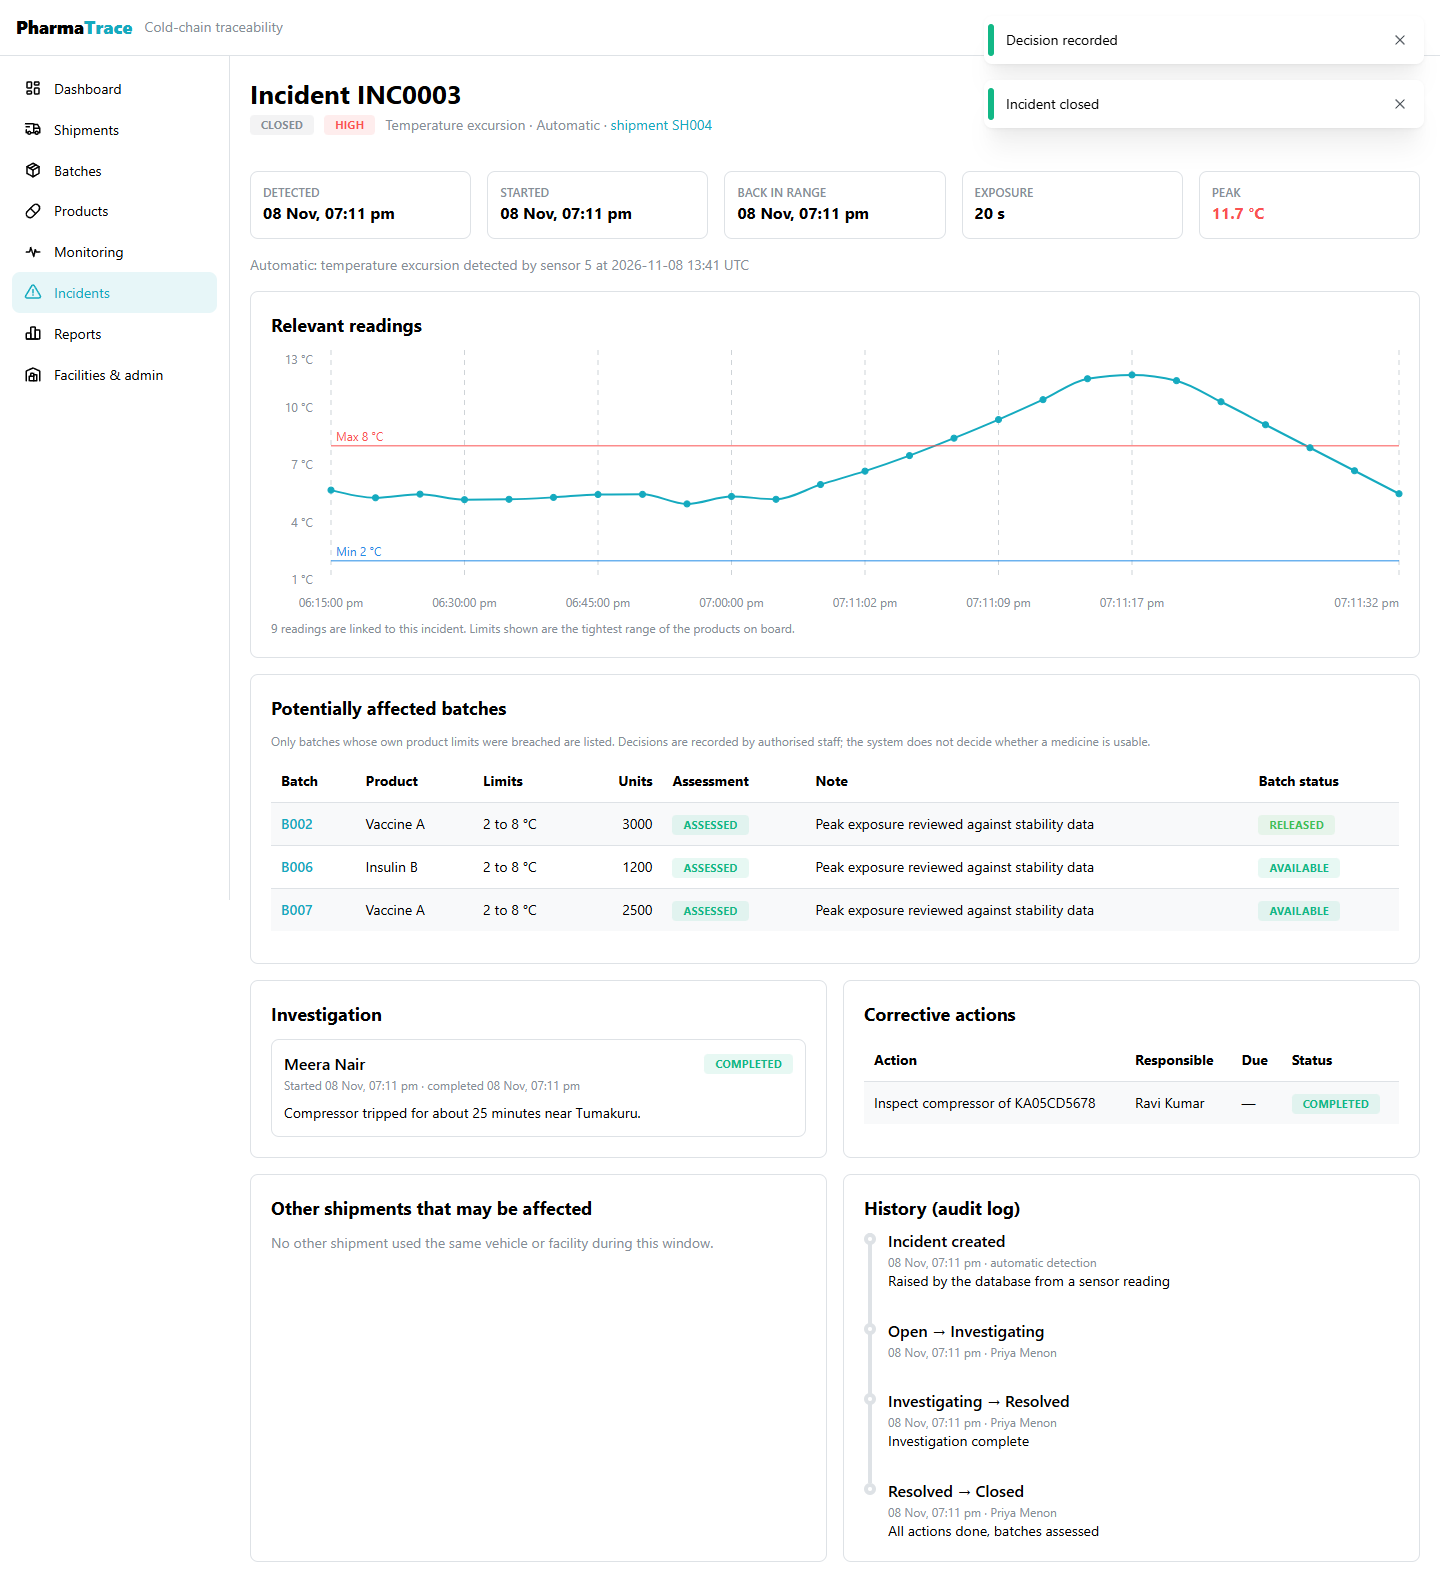 PharmaTrace Cold-chain traceability
Decision recorded
Incident closed
Dashboard
Shipments
Batches
Products
Monitoring
Incidents
Reports
Facilities & admin
Incident INC0003
CLOSED HIGH Temperature excursion · Automatic · shipment SH004
DETECTED
08 Nov, 07:11 pm
STARTED
08 Nov, 07:11 pm
BACK IN RANGE
08 Nov, 07:11 pm
EXPOSURE
20 s
PEAK
11.7 °C
Automatic: temperature excursion detected by sensor 5 at 2026-11-08 13:41 UTC
Relevant readings
13 °C
10 °C
Max 8 °C
7 °C
4 °C
Min 2 °C
1 °C
06:15:00 pm 06:30:00 pm 06:45:00 pm 07:00:00 pm 07:11:02 pm 07:11:09 pm 07:11:17 pm 07:11:32 pm
9 readings are linked to this incident. Limits shown are the tightest range of the products on board.
Potentially affected batches
Only batches whose own product limits were breached are listed. Decisions are recorded by authorised staff; the system does not decide whether a medicine is usable.
Batch Product Limits Units Assessment Note Batch status
B002 Vaccine A 2 to 8 °C 3000 ASSESSED Peak exposure reviewed against stability data RELEASED
B006 Insulin B 2 to 8 °C 1200 ASSESSED Peak exposure reviewed against stability data AVAILABLE
B007 Vaccine A 2 to 8 °C 2500 ASSESSED Peak exposure reviewed against stability data AVAILABLE
Investigation
Meera Nair COMPLETED
Started 08 Nov, 07:11 pm · completed 08 Nov, 07:11 pm
Compressor tripped for about 25 minutes near Tumakuru.
Corrective actions
Action Responsible Due Status
Inspect compressor of KA05CD5678 Ravi Kumar — COMPLETED
Other shipments that may be affected
No other shipment used the same vehicle or facility during this window.
History (audit log)
Incident created
08 Nov, 07:11 pm · automatic detection
Raised by the database from a sensor reading
Open → Investigating
08 Nov, 07:11 pm · Priya Menon
Investigating → Resolved
08 Nov, 07:11 pm · Priya Menon
Investigation complete
Resolved → Closed
08 Nov, 07:11 pm · Priya Menon
All actions done, batches assessed